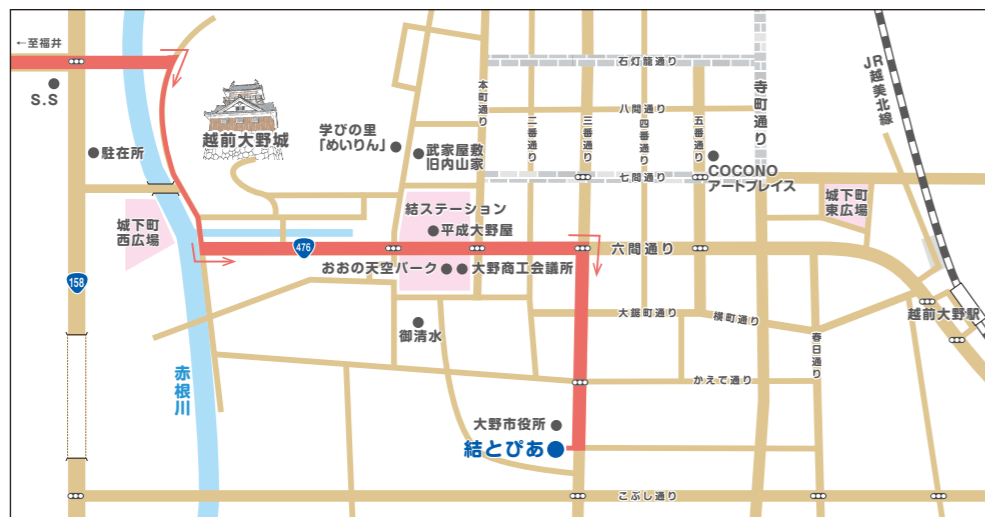 ←至福井
S.S
駐在所
越前大野城
城下町
西広場
158
赤根川
学びの里
「めいりん」
武家屋敷
旧内山家
本町通り
石灯籠通り
八間通り
二番通り
三番通り
四番通り
五番通り
寺町通り
JR越美北線
七間通り
COCONO
アートプレイス
城下町
東広場
結ステーション
平成大野屋
476
六間通り
おおの天空パーク
大野商工会議所
御清水
大鋸町通り
横町通り
越前大野駅
春日通り
かえで通り
大野市役所
結とぴあ
こぶし通り